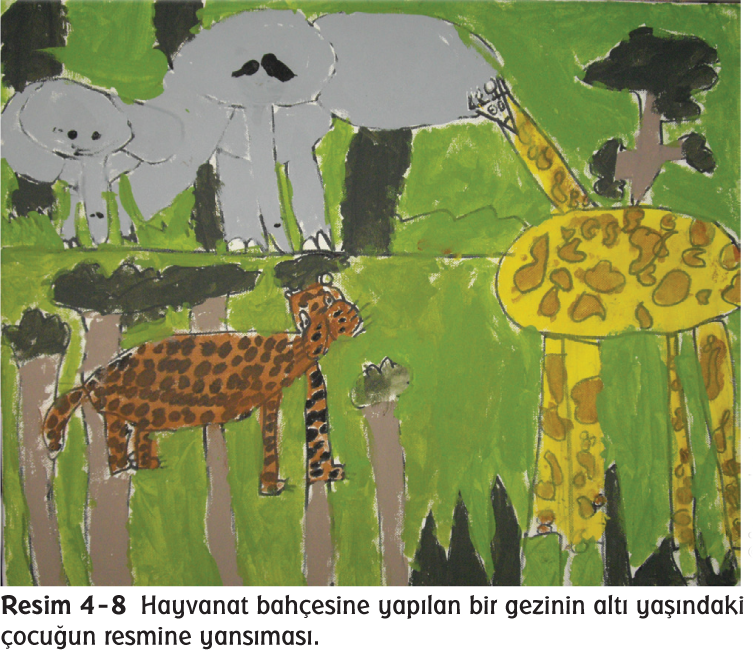 Resim 4-8 Hayvanat bahçesine yapılan bir gezinin altı yaşındaki
çocuğun resmine yansıması.